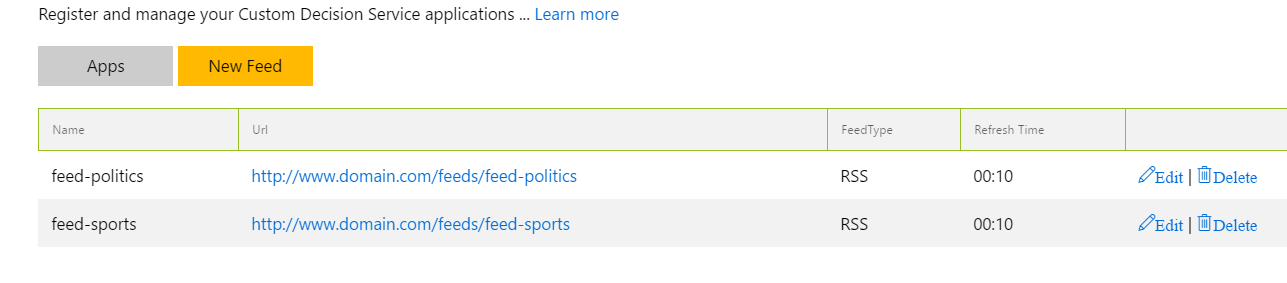 Register and manage your Custom Decision Service applications ... Learn more
Apps New Feed
Name Url FeedType Refresh Time
feed-politics http://www.domain.com/feeds/feed-politics RSS 00:10 Edit | Delete
feed-sports http://www.domain.com/feeds/feed-sports RSS 00:10 Edit | Delete